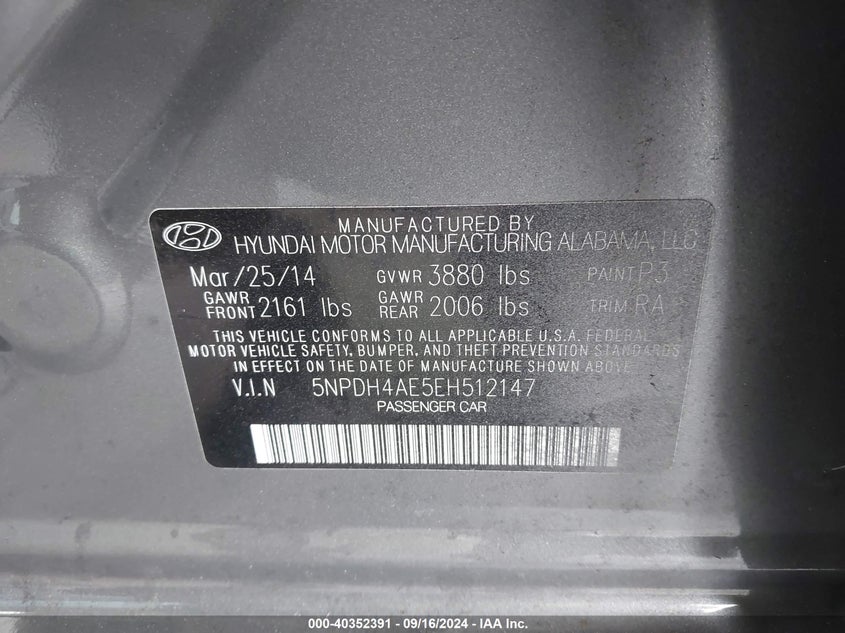 MANUFACTURED BY
HYUNDAI MOTOR MANUFACTURING ALABAMA, LLC
Mar/25/14 GVWR 3880 lbs PAINT P3
GAWR FRONT 2161 lbs GAWR REAR 2006 lbs TRIM RA
THIS VEHICLE CONFORMS TO ALL APPLICABLE U.S.A. FEDERAL
MOTOR VEHICLE SAFETY, BUMPER, AND THEFT PREVENTION STANDARDS
IN EFFECT ON THE DATE OF MANUFACTURE SHOWN ABOVE
V.I.N 5NPDH4AE5EH512147
PASSENGER CAR
000-40352391 - 09/16/2024 - IAA Inc.